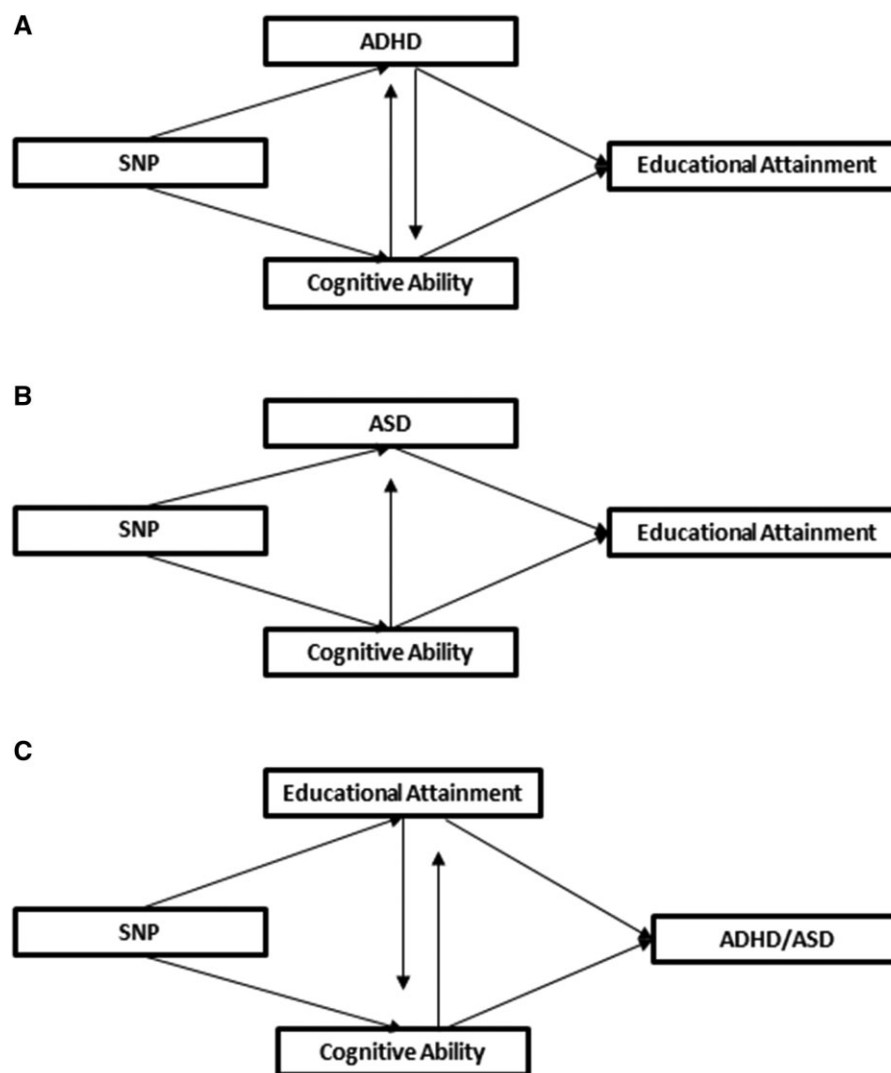 A
ADHD
SNP
Educational Attainment
Cognitive Ability
B
ASD
SNP
Educational Attainment
Cognitive Ability
C
Educational Attainment
SNP
ADHD/ASD
Cognitive Ability